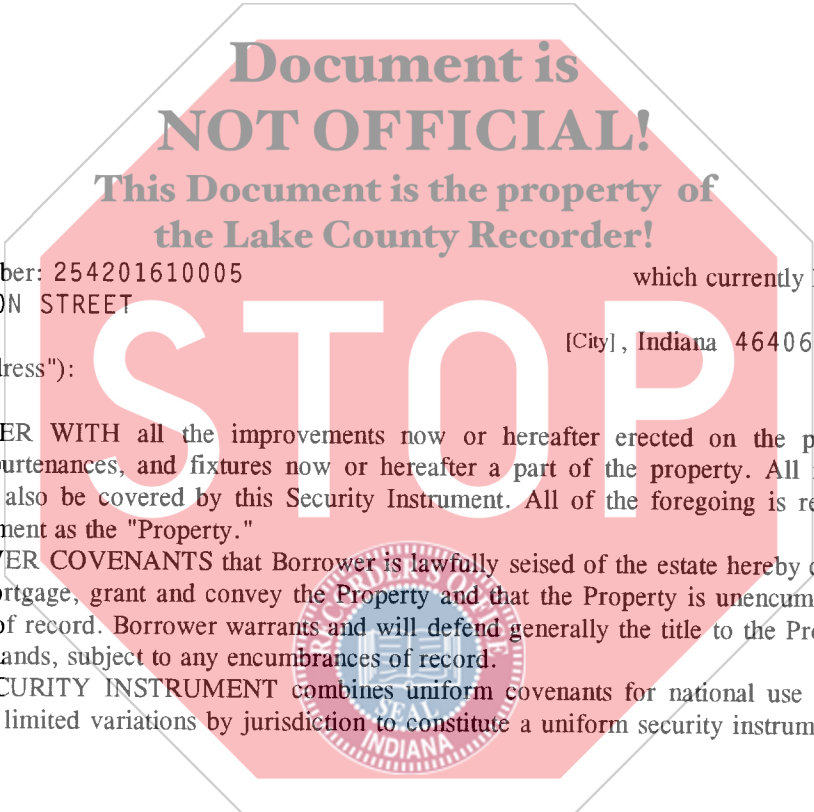 Document is
NOT OFFICIAL!
This Document is the property of
the Lake County Recorder!
ber: 254201610005 which currently
ON STREET
[City], Indiana 46406
ress"):
STOP
ER WITH all the improvements now or hereafter erected on the p
urtenances, and fixtures now or hereafter a part of the property. All
also be covered by this Security Instrument. All of the foregoing is re
ment as the "Property."
ER COVENANTS that Borrower is lawfully seised of the estate hereby
rtgage, grant and convey the Property and that the Property is unencum
of record. Borrower warrants and will defend generally the title to the Pro
ands, subject to any encumbrances of record.
CURITY INSTRUMENT combines uniform covenants for national use
limited variations by jurisdiction to constitute a uniform security instrum
RECORDER'S OFFICE
SEAL
INDIANA